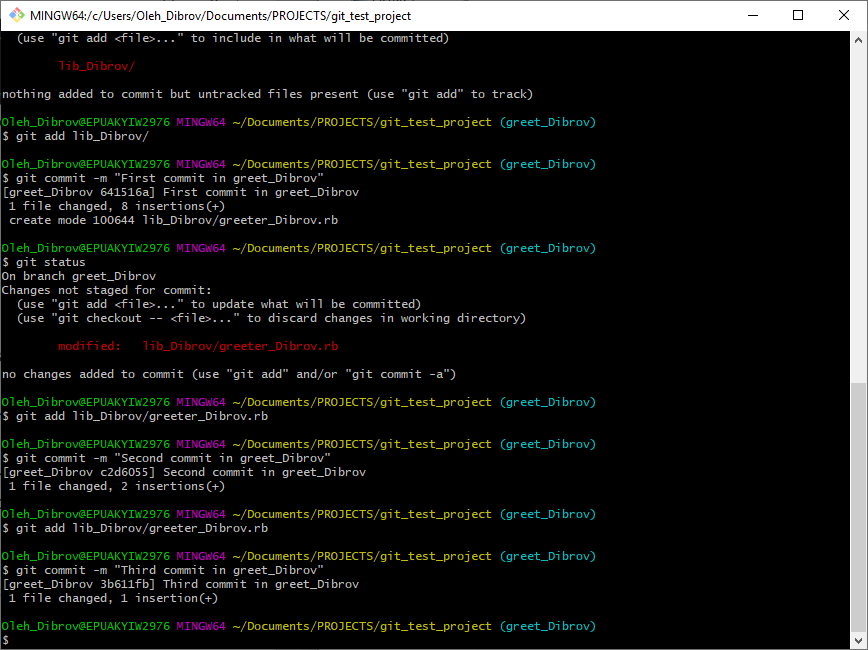 MINGW64:/c/Users/Oleh_Dibrov/Documents/PROJECTS/git_test_project
(use "git add <file>..." to include in what will be committed)
lib_Dibrov/
nothing added to commit but untracked files present (use "git add" to track)
Oleh_Dibrov@EPUAKYIW2976 MINGW64 ~/Documents/PROJECTS/git_test_project (greet_Dibrov)
$ git add lib_Dibrov/
Oleh_Dibrov@EPUAKYIW2976 MINGW64 ~/Documents/PROJECTS/git_test_project (greet_Dibrov)
$ git commit -m "First commit in greet_Dibrov"
[greet_Dibrov 641516a] First commit in greet_Dibrov
1 file changed, 8 insertions(+)
create mode 100644 lib_Dibrov/greeter_Dibrov.rb
Oleh_Dibrov@EPUAKYIW2976 MINGW64 ~/Documents/PROJECTS/git_test_project (greet_Dibrov)
$ git status
On branch greet_Dibrov
Changes not staged for commit:
(use "git add <file>..." to update what will be committed)
(use "git checkout -- <file>..." to discard changes in working directory)
modified:   lib_Dibrov/greeter_Dibrov.rb
no changes added to commit (use "git add" and/or "git commit -a")
Oleh_Dibrov@EPUAKYIW2976 MINGW64 ~/Documents/PROJECTS/git_test_project (greet_Dibrov)
$ git add lib_Dibrov/greeter_Dibrov.rb
Oleh_Dibrov@EPUAKYIW2976 MINGW64 ~/Documents/PROJECTS/git_test_project (greet_Dibrov)
$ git commit -m "Second commit in greet_Dibrov"
[greet_Dibrov c2d6055] Second commit in greet_Dibrov
1 file changed, 2 insertions(+)
Oleh_Dibrov@EPUAKYIW2976 MINGW64 ~/Documents/PROJECTS/git_test_project (greet_Dibrov)
$ git add lib_Dibrov/greeter_Dibrov.rb
Oleh_Dibrov@EPUAKYIW2976 MINGW64 ~/Documents/PROJECTS/git_test_project (greet_Dibrov)
$ git commit -m "Third commit in greet_Dibrov"
[greet_Dibrov 3b611fb] Third commit in greet_Dibrov
1 file changed, 1 insertion(+)
Oleh_Dibrov@EPUAKYIW2976 MINGW64 ~/Documents/PROJECTS/git_test_project (greet_Dibrov)
$